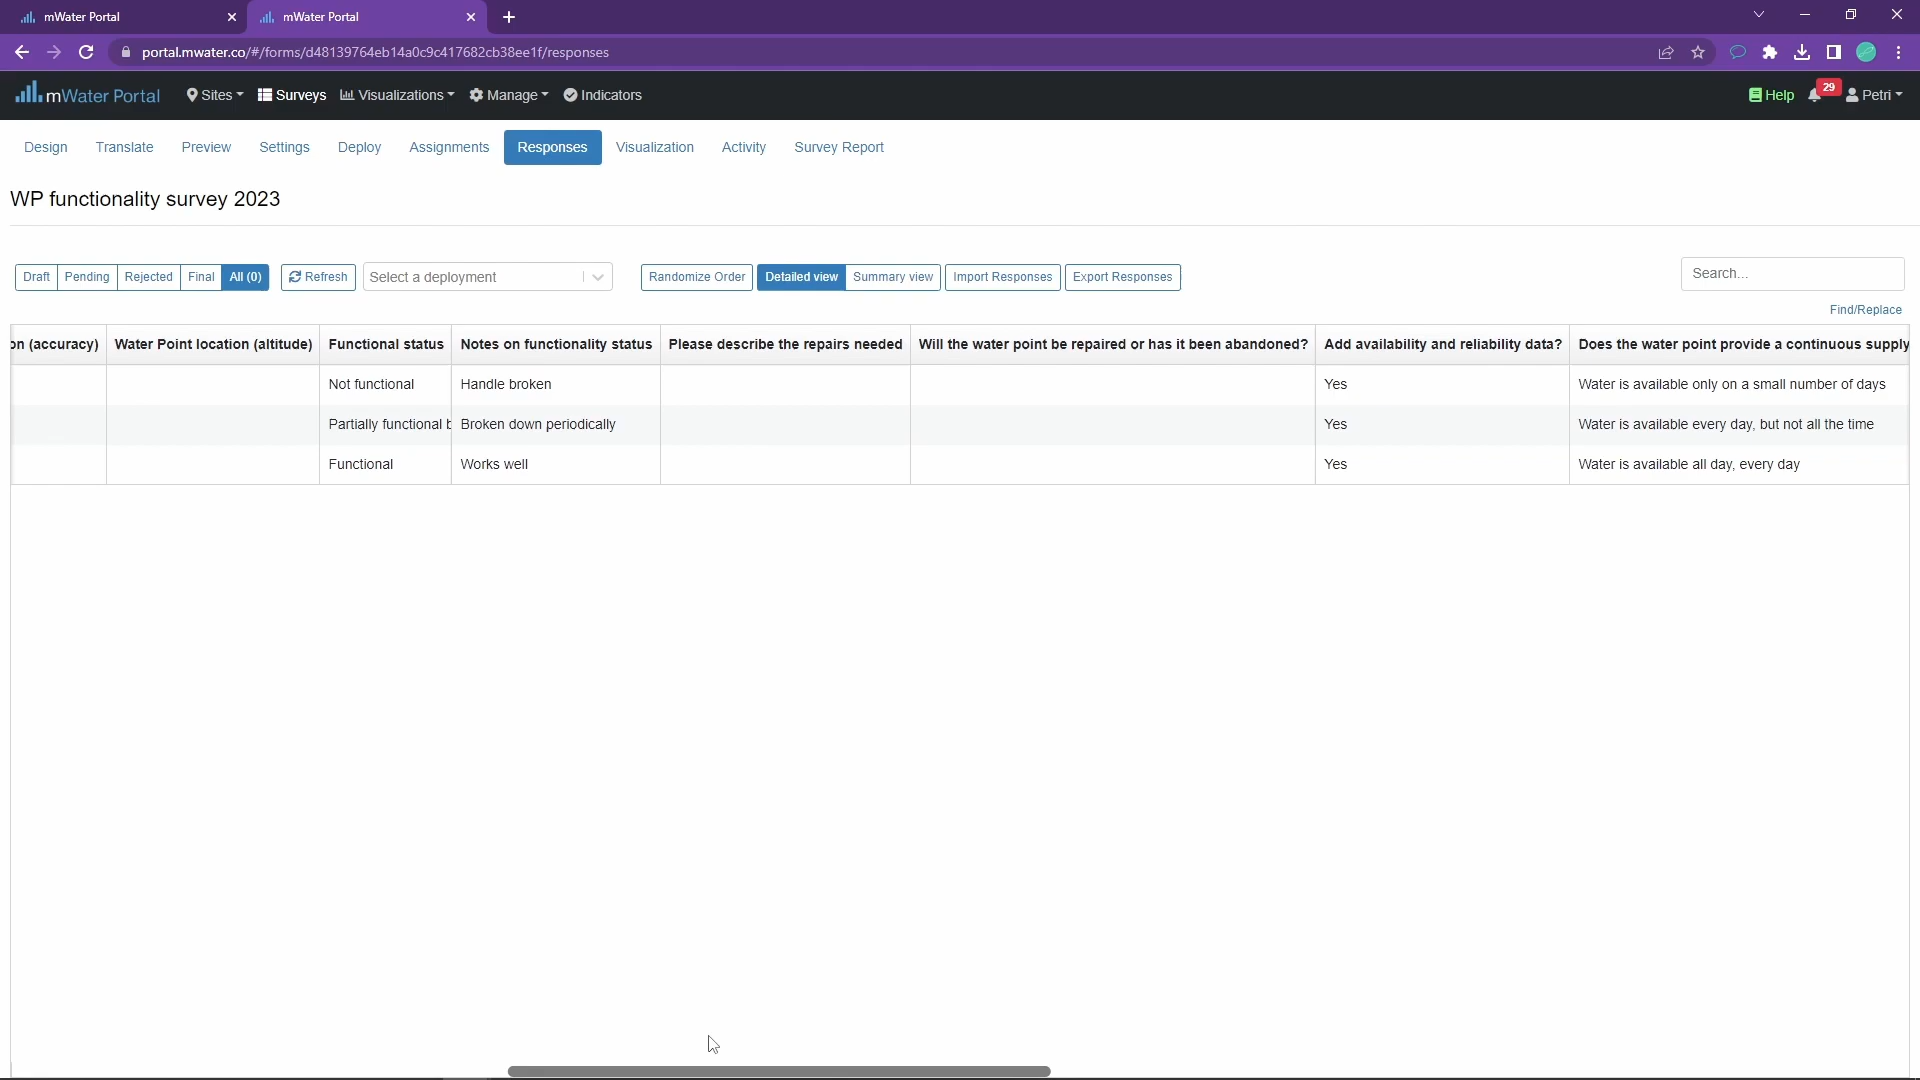 mWater Portal
mWater Portal
portal.mwater.co/#/forms/d48139764eb14a0c9c417682cb38ee1f/responses
mWater Portal Sites Surveys Visualizations Manage Indicators Help 29 Petri
Design Translate Preview Settings Deploy Assignments Responses Visualization Activity Survey Report
WP functionality survey 2023
Draft Pending Rejected Final All (0) Refresh Select a deployment Randomize Order Detailed view Summary view Import Responses Export Responses Search...
Find/Replace
on (accuracy) Water Point location (altitude) Functional status Notes on functionality status Please describe the repairs needed Will the water point be repaired or has it been abandoned? Add availability and reliability data? Does the water point provide a continuous supply
Not functional Handle broken Yes Water is available only on a small number of days
Partially functional b Broken down periodically Yes Water is available every day, but not all the time
Functional Works well Yes Water is available all day, every day